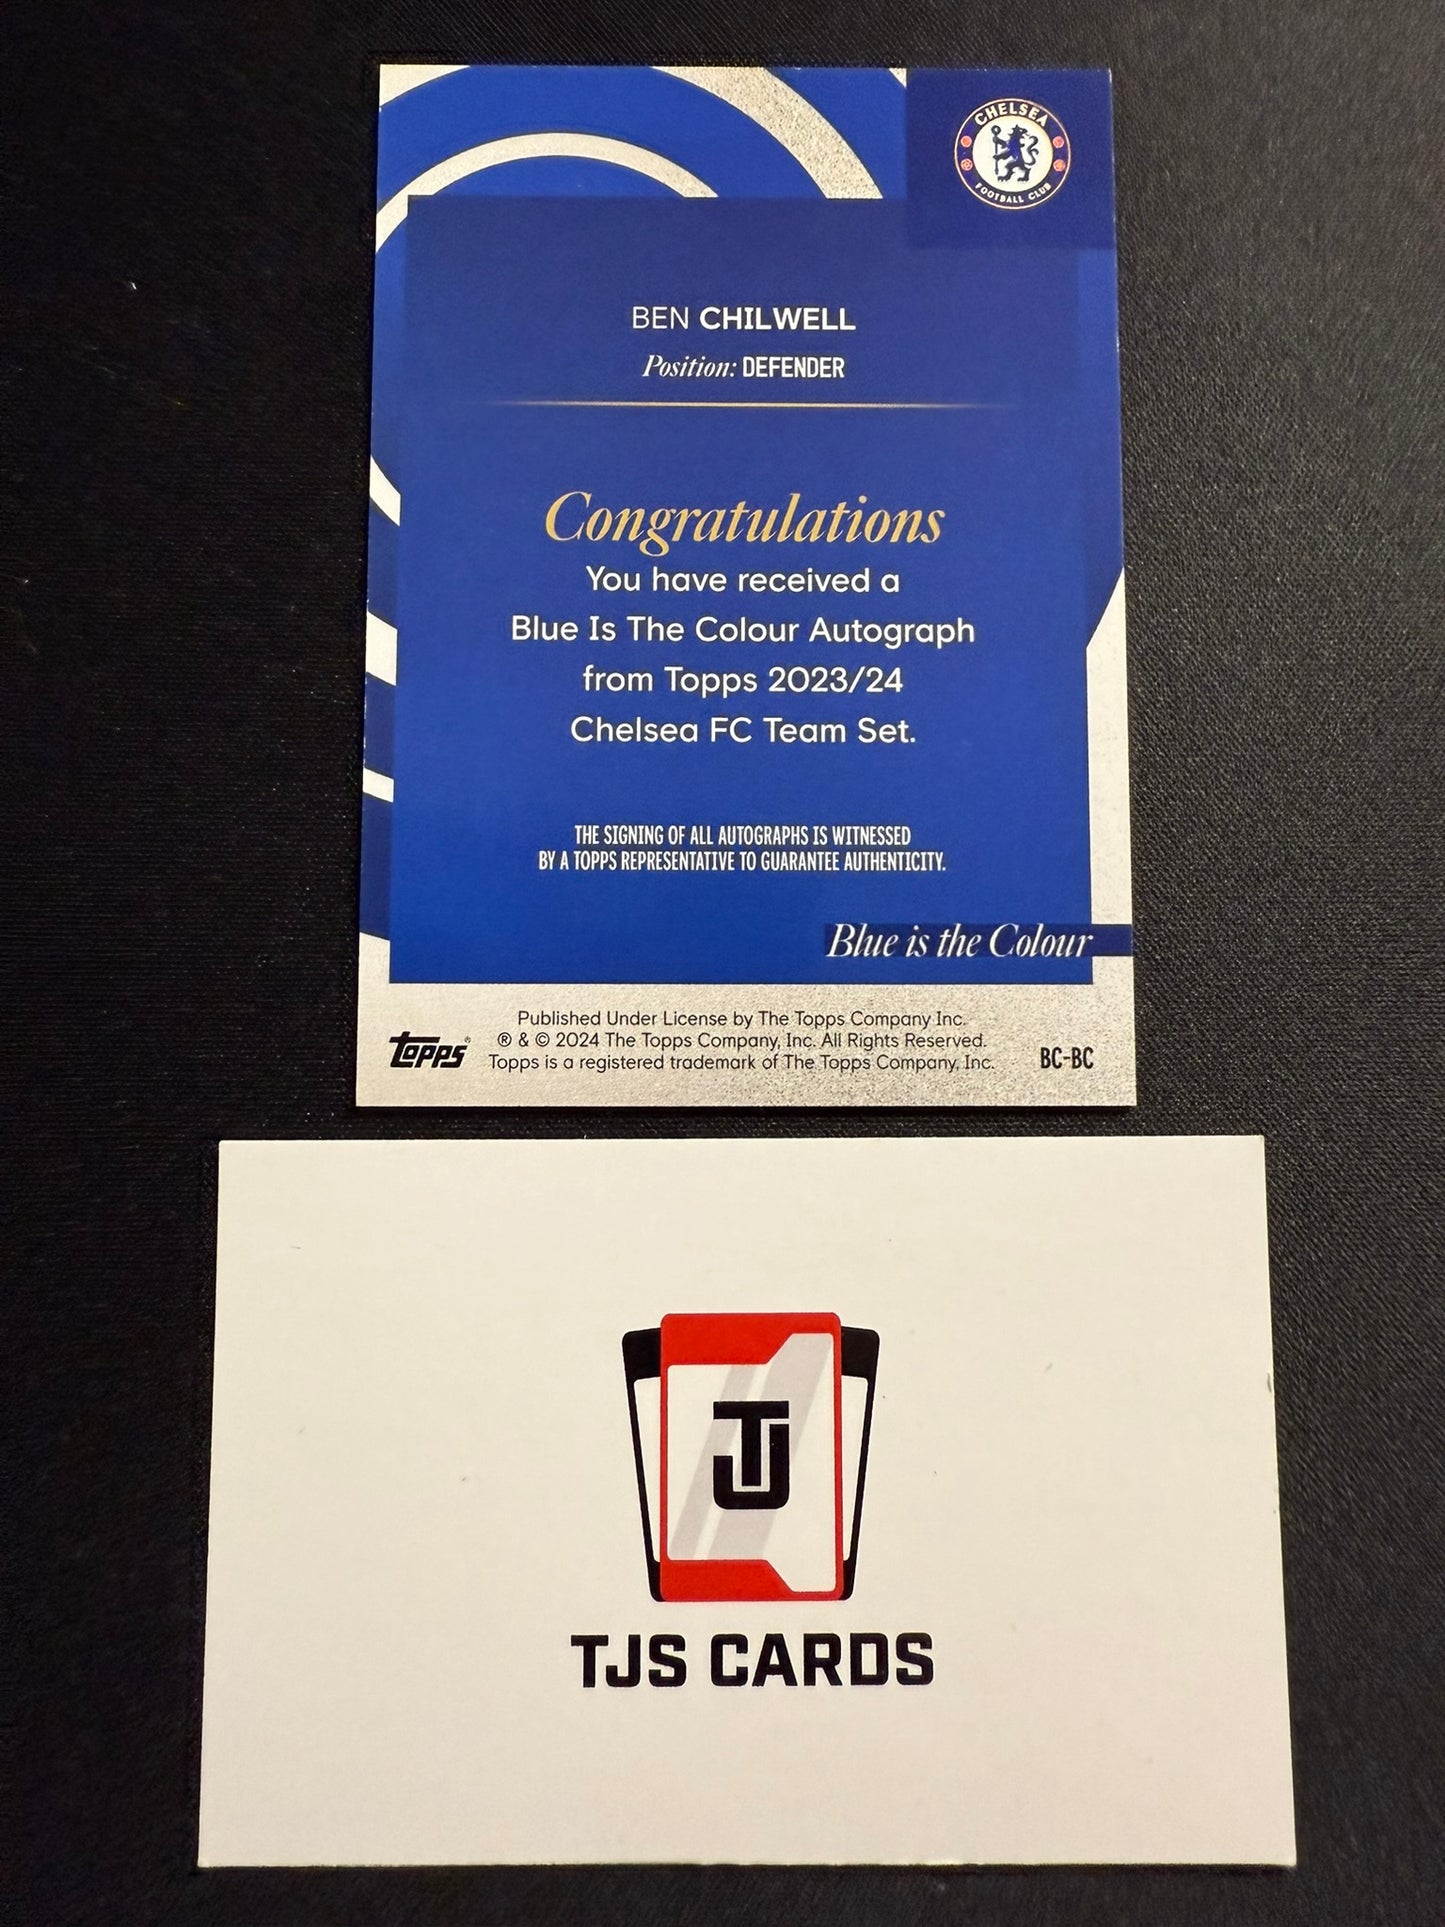 CHELSEA
FOOTBALL CLUB
BEN CHILWELL
Position: DEFENDER
Congratulations
You have received a
Blue Is The Colour Autograph
from Topps 2023/24
Chelsea FC Team Set.
THE SIGNING OF ALL AUTOGRAPHS IS WITNESSED
BY A TOPPS REPRESENTATIVE TO GUARANTEE AUTHENTICITY.
Blue is the Colour
Published Under License by The Topps Company Inc.
® & © 2024 The Topps Company, Inc. All Rights Reserved.
Topps is a registered trademark of The Topps Company, Inc.
Topps®
BC-BC
TJ
TJS CARDS